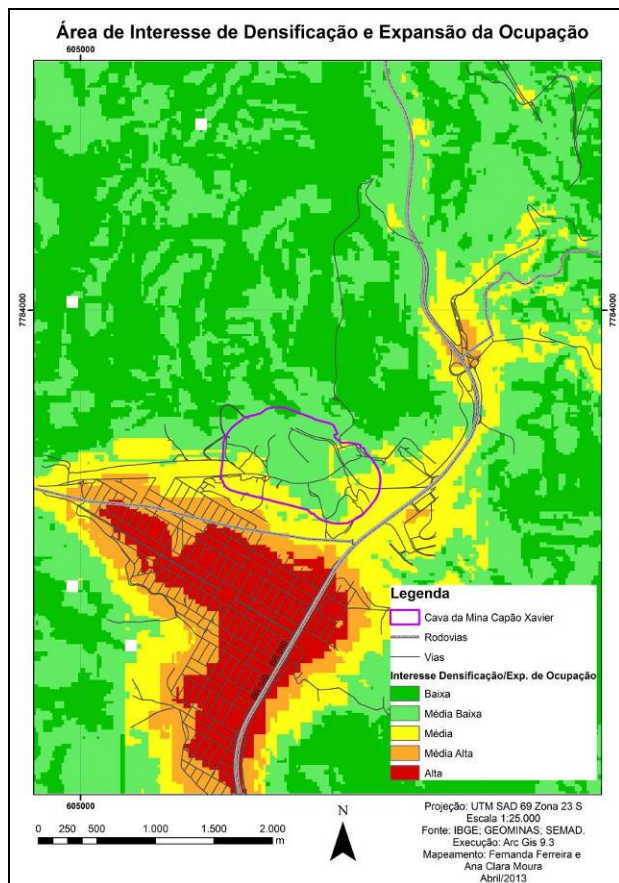 Área de Interesse de Densificação e Expansão da Ocupação
605000
7784000
7784000
BR 040
Legenda
Cava da Mina Capão Xavier
Rodovias
Vias
Interesse Densificação/Exp. de Ocupação
Baixa
Média Baixa
Média
Média Alta
Alta
605000
0 250 500 1.000 1.500 2.000
m
N
Projeção: UTM SAD 69 Zona 23 S
Escala 1:25.000
Fonte: IBGE; GEOMINAS; SEMAD.
Execução: Arc Gis 9.3
Mapeamento: Fernanda Ferreira e
Ana Clara Moura
Abril/2013